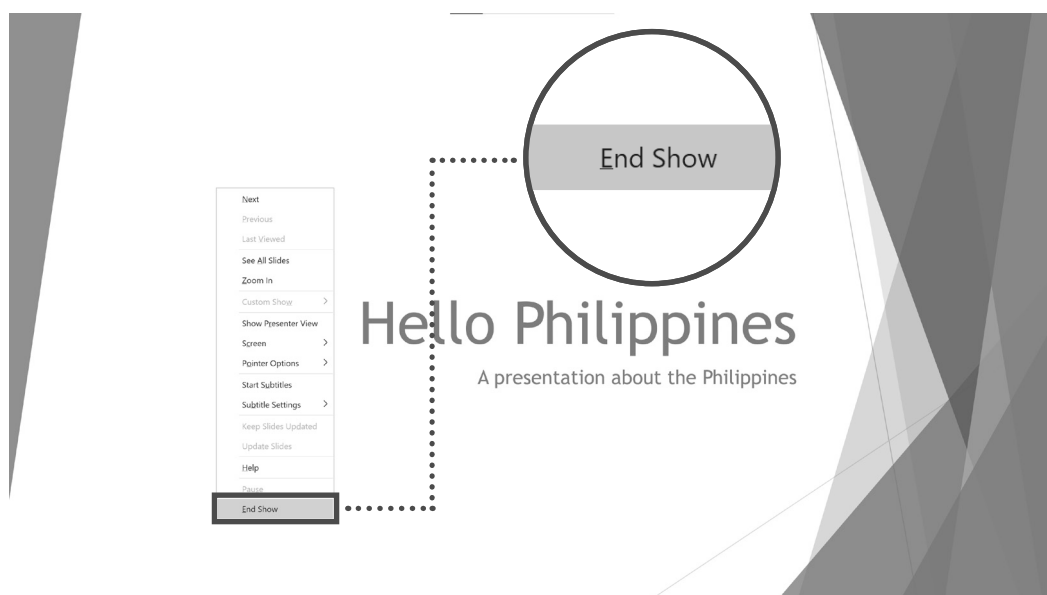 End Show
Next
Previous
Last Viewed
See All Slides
Zoom In
Custom Show
Show Presenter View
Screen
Pointer Options
Start Subtitles
Subtitle Settings
Keep Slides Updated
Update Slides
Help
Pause
End Show
Hello Philippines
A presentation about the Philippines